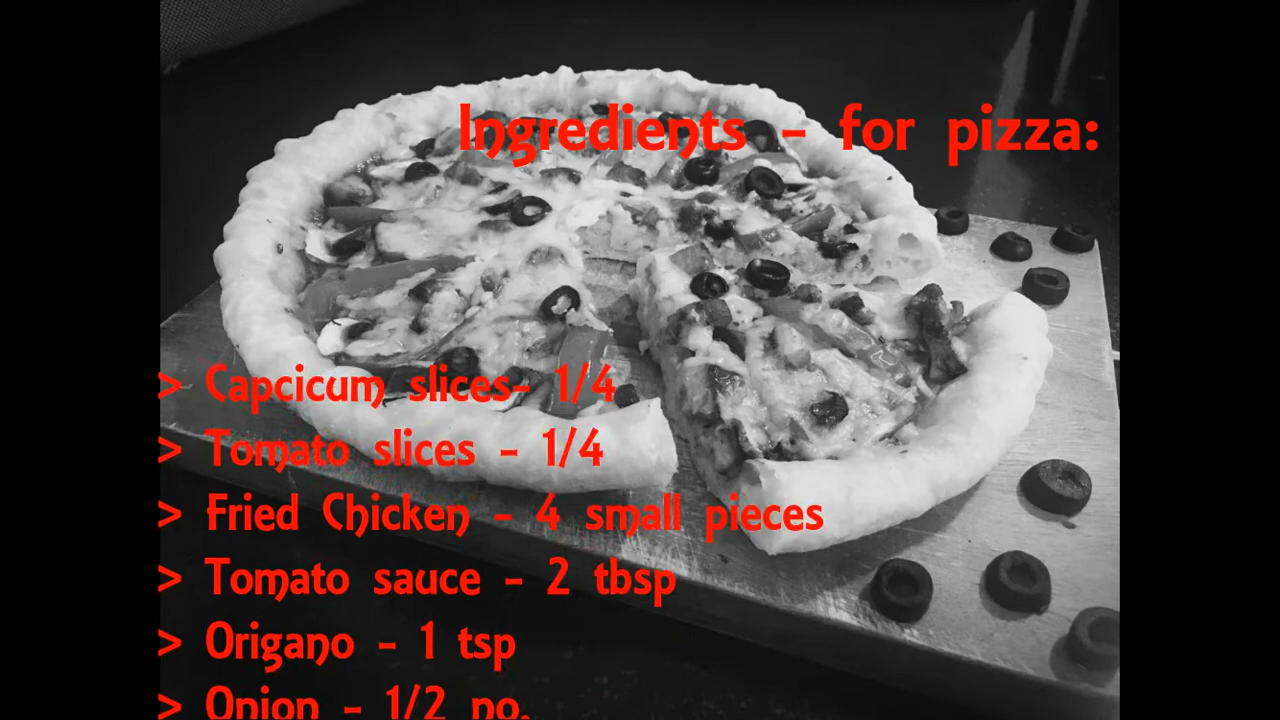 Ingredients - for pizza:
> Capcicum slices- 1/4
> Tomato slices - 1/4
> Fried Chicken - 4 small pieces
> Tomato sauce - 2 tbsp
> Origano - 1 tsp
> Onion - 1/2 no.